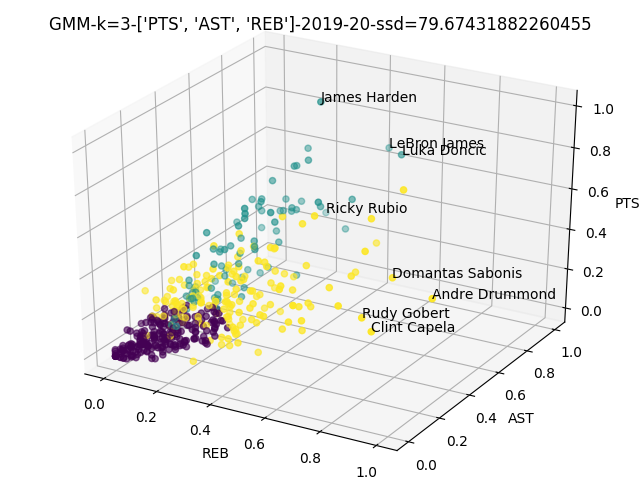 GMM-k=3-['PTS', 'AST', 'REB']-2019-20-ssd=79.67431882260455
James Harden
LeBron James
Luka Doncic
Ricky Rubio
Domantas Sabonis
Andre Drummond
Rudy Gobert
Clint Capela
PTS
1.0
0.8
0.6
0.4
0.2
0.0
AST
1.0
0.8
0.6
0.4
0.2
0.0
REB
0.0
0.2
0.4
0.6
0.8
1.0